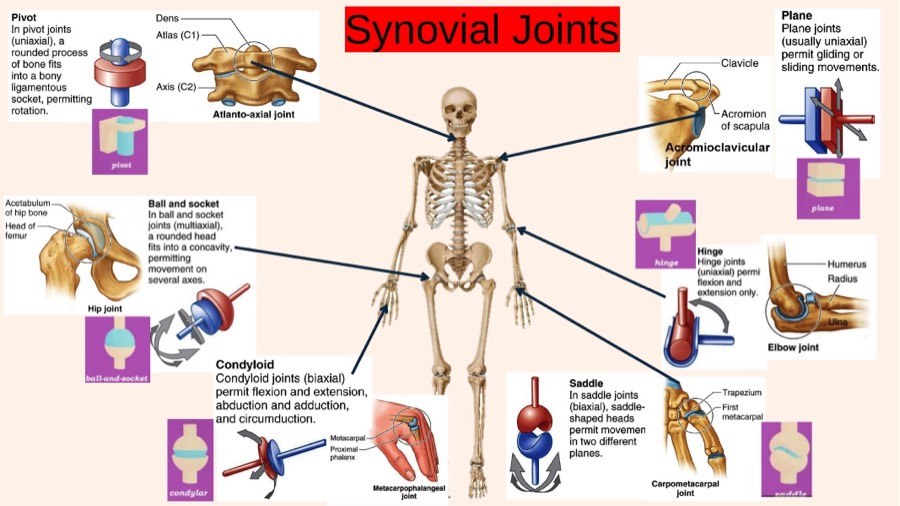 Synovial Joints
Pivot
In pivot joints
(uniaxial), a
rounded process
of bone fits
into a bony
ligamentous
socket, permitting
rotation.
pivot
Dens
Atlas (C1)
Axis (C2)
Atlanto-axial joint
Clavicle
Acromion
of scapula
Acromioclavicular
joint
Plane
Plane joints
(usually uniaxial)
permit gliding or
sliding movements.
plane
Acetabulum
of hip bone
Head of
femur
Hip joint
Ball and socket
In ball and socket
joints (multiaxial),
a rounded head
fits into a concavity,
permitting
movement on
several axes.
ball-and-socket
hinge
Hinge
Hinge joints
(uniaxial) permi
flexion and
extension only.
Humerus
Radius
Ulna
Elbow joint
Condyloid
Condyloid joints (biaxial)
permit flexion and extension,
abduction and adduction,
and circumduction.
condylar
Metacarpal
Proximal
phalanx
Metacarpophalangeal
joint
Saddle
In saddle joints
(biaxial), saddle-
shaped heads
permit movemen
in two different
planes.
Trapezium
First
metacarpal
Carpometacarpal
joint
saddle